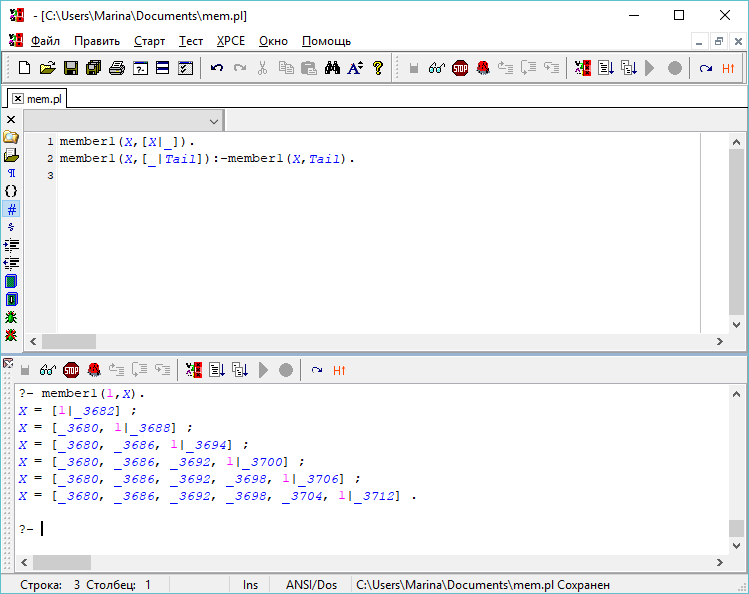 - [C:\Users\Marina\Documents\mem.pl]
Файл Править Старт Тест XPCE Окно Помощь
mem.pl
1 member1(X,[X|_]).
2 member1(X,[_|Tail]):-member1(X,Tail).
3
?- member1(1,X).
X = [1|_3682] ;
X = [_3680, 1|_3688] ;
X = [_3680, _3686, 1|_3694] ;
X = [_3680, _3686, _3692, 1|_3700] ;
X = [_3680, _3686, _3692, _3698, 1|_3706] ;
X = [_3680, _3686, _3692, _3698, _3704, 1|_3712] .
?-
Строка: 3 Столбец: 1 Ins ANSI/Dos C:\Users\Marina\Documents\mem.pl Сохранен